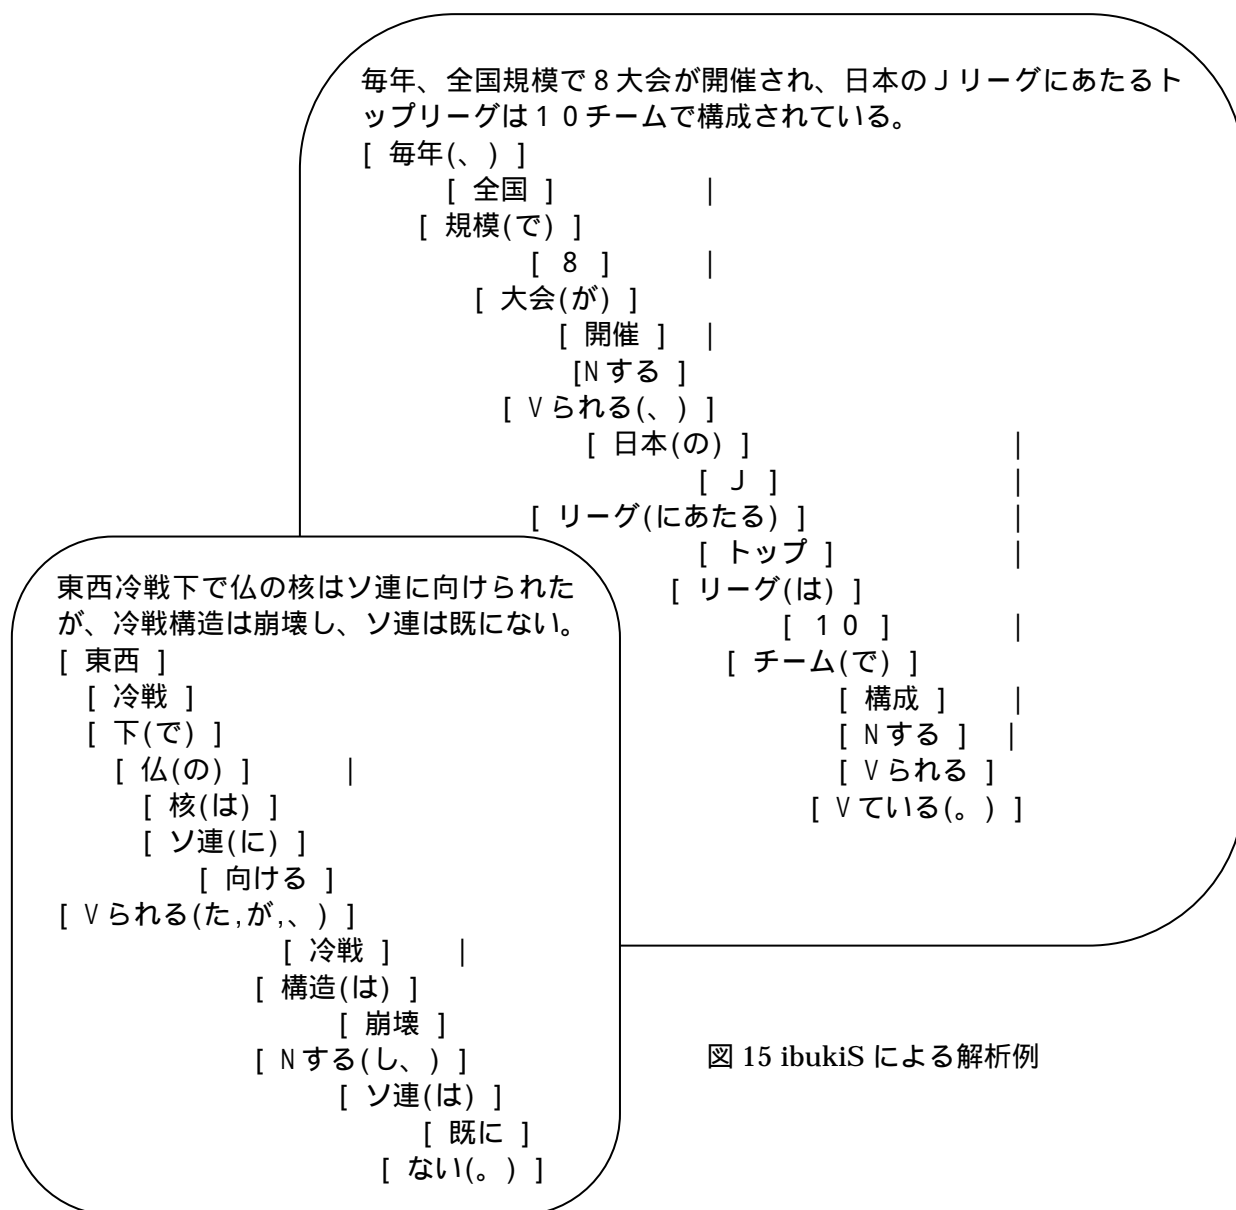 毎年、全国規模で８大会が開催され、日本のＪリーグにあたるト
ップリーグは１０チームで構成されている。
[ 毎年(、) ]
[ 全国 ] |
[ 規模(で) ]
[ ８ ] |
[ 大会(が) ]
[ 開催 ] |
[Nする ]
[ Vられる(、) ]
[ 日本(の) ] |
[ Ｊ ] |
[ リーグ(にあたる) ] |
[ トップ ] |
[ リーグ(は) ]
[ １０ ] |
[ チーム(で) ]
[ 構成 ] |
[ Nする ] |
[ Vられる ]
[ Vている(。) ]
東西冷戦下で仏の核はソ連に向けられた
が、冷戦構造は崩壊し、ソ連は既にない。
[ 東西 ]
[ 冷戦 ]
[ 下(で) ]
[ 仏(の) ] |
[ 核(は) ]
[ ソ連(に) ]
[ 向ける ]
[ Vられる(た,が,、) ]
[ 冷戦 ] |
[ 構造(は) ]
[ 崩壊 ]
[ Nする(し、) ]
[ ソ連(は) ]
[ 既に ]
[ ない(。) ]
図 15 ibukiS による解析例